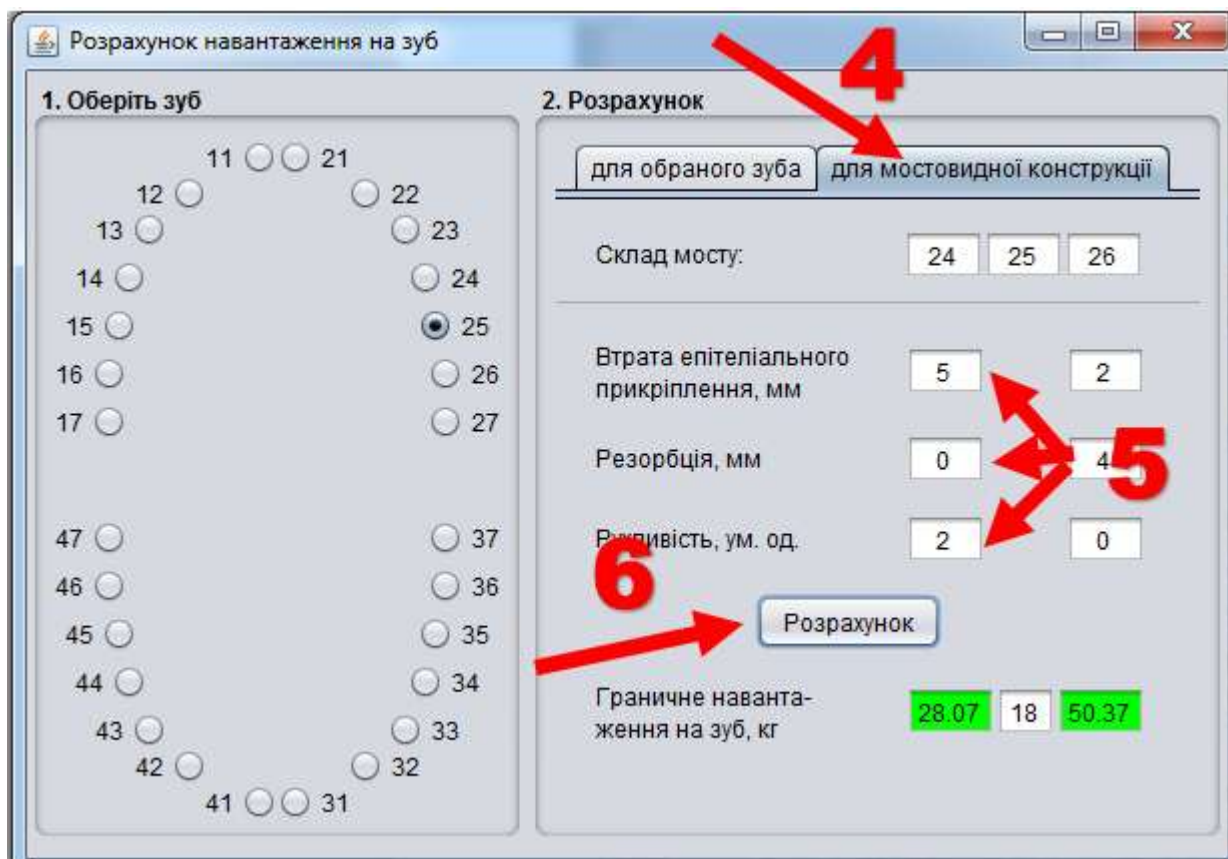 Розрахунок навантаження на зуб
4
1. Оберіть зуб
2. Розрахунок
11 21
12 22
13 23
14 24
15 25
16 26
17 27
47 37
46 36
45 35
44 34
43 33
42 32
41 31
для обраного зуба для мостовидної конструкції
Склад мосту: 24 25 26
Втрата епітеліального
прикріплення, мм 5 2
Резорбція, мм 0 4
5
ум. од. 2 0
6
Розрахунок
Граничне наванта-
ження на зуб, кг 28.07 18 50.37